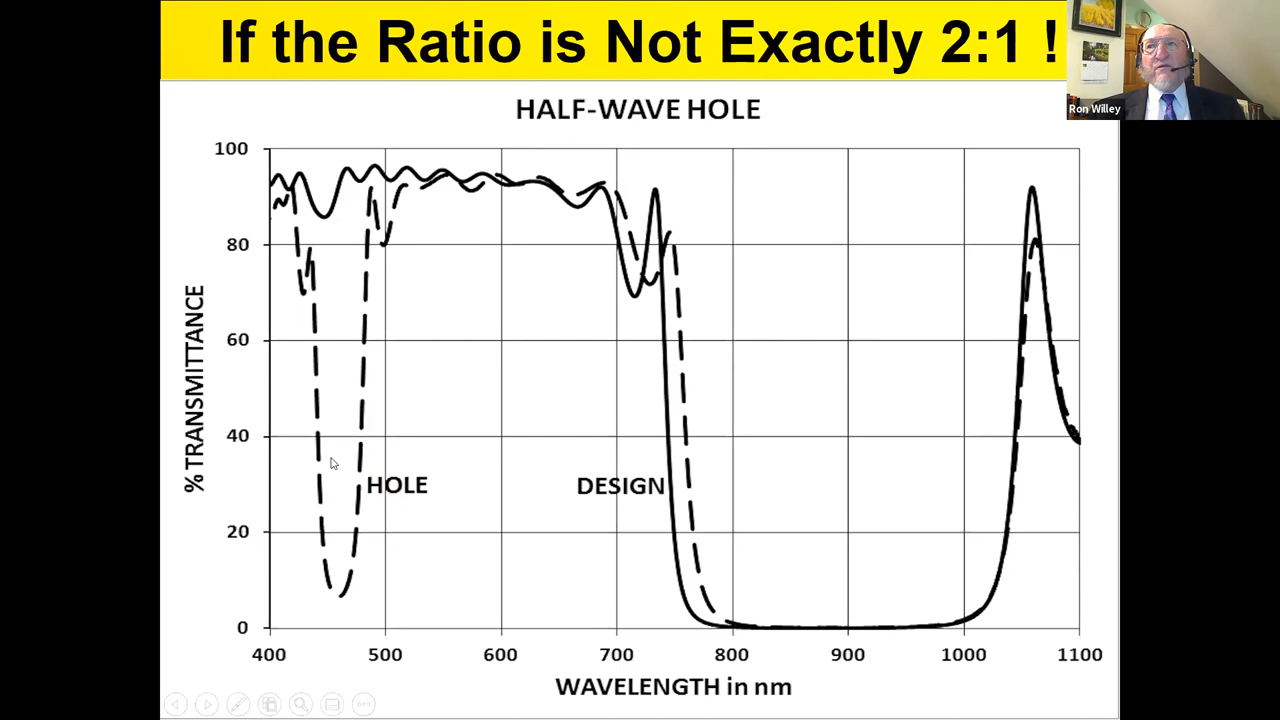 If the Ratio is Not Exactly 2:1 !
Ron Willey
HALF-WAVE HOLE
100
80
60
40
20
0
% TRANSMITTANCE
HOLE
DESIGN
400 500 600 700 800 900 1000 1100
WAVELENGTH in nm